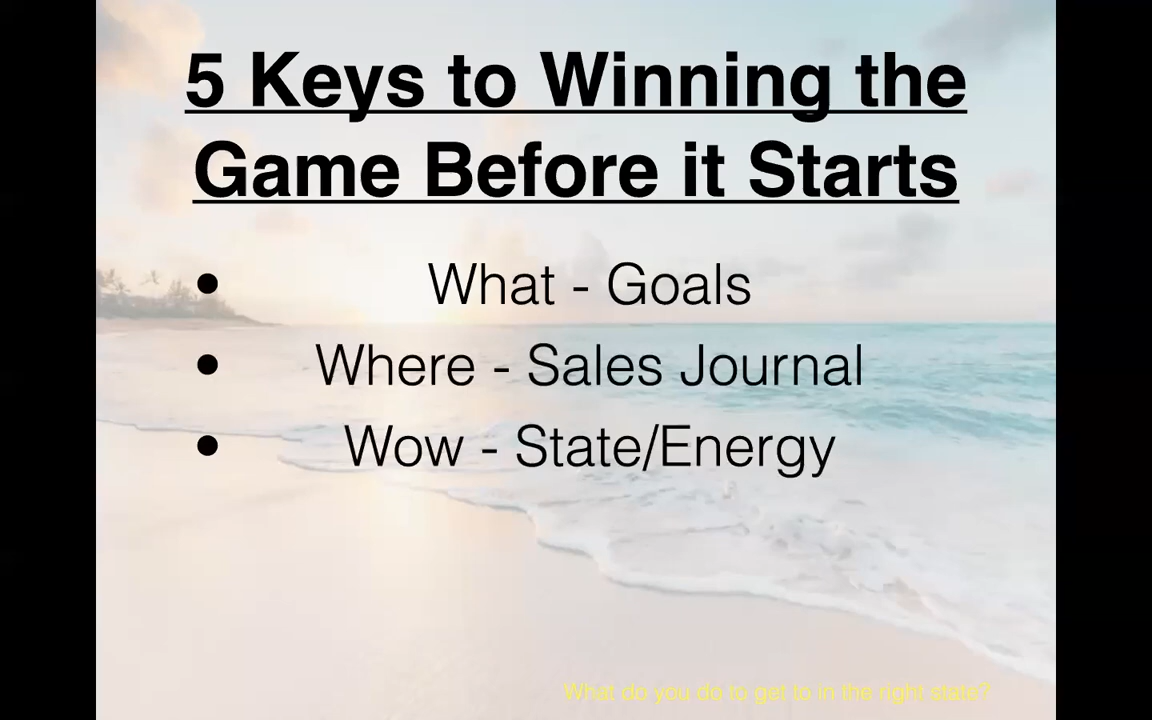 5 Keys to Winning the
Game Before it Starts
• What - Goals
• Where - Sales Journal
• Wow - State/Energy
What do you do to get to in the right state?